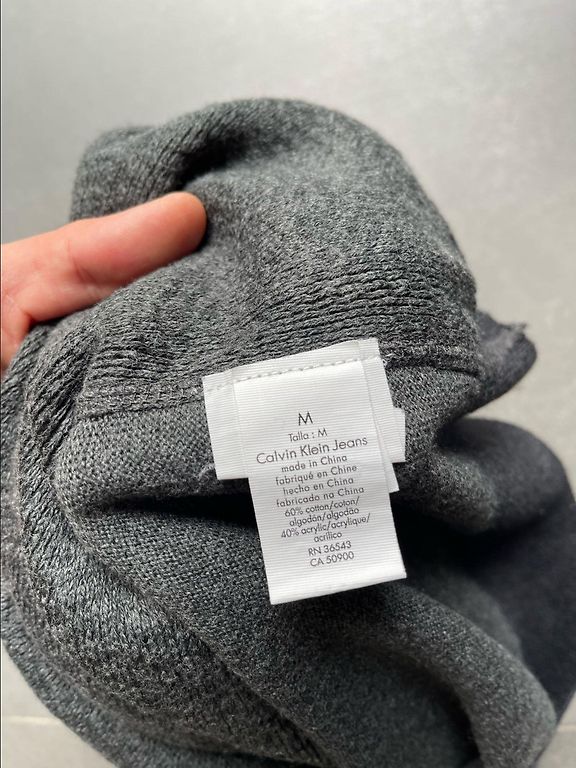 M
Talla : M
Calvin Klein Jeans
made in China
fabriqué en Chine
hecho en China
fabricado na China
60% cotton/coton/
algodón/algodão
40% acrylic/acrylique/
acrílico
RN 36543
CA 50900